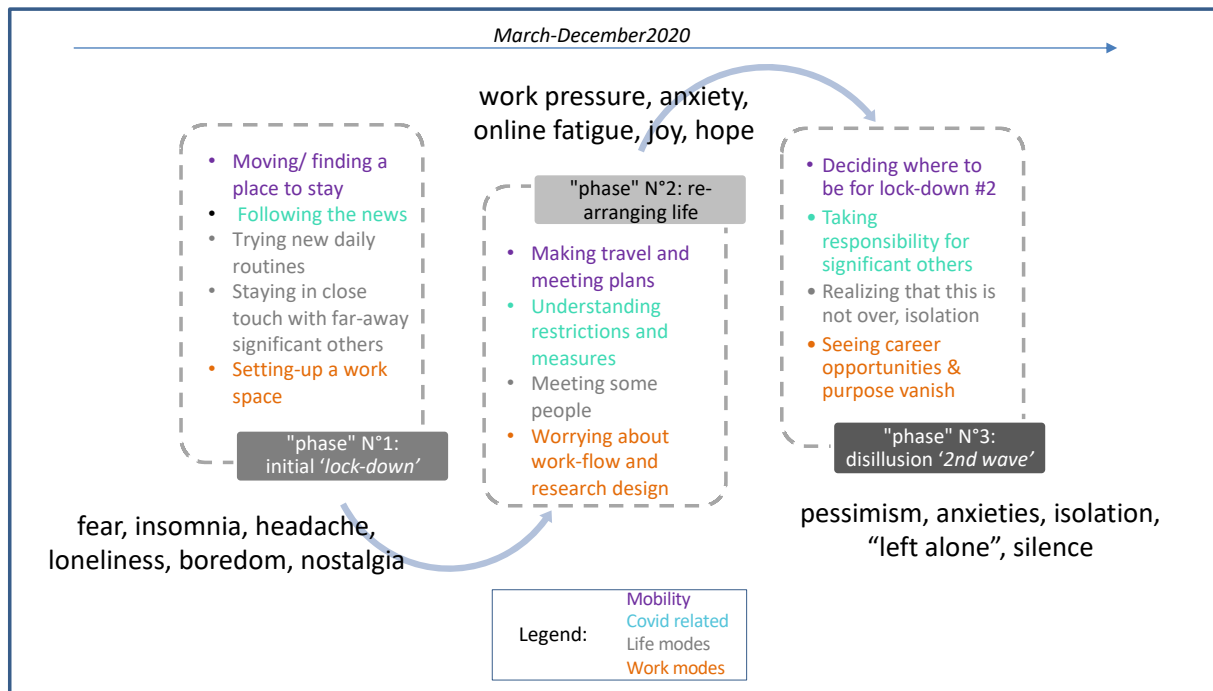 March-December2020
• Moving/ finding a
place to stay
• Following the news
• Trying new daily
routines
• Staying in close
touch with far-away
significant others
• Setting-up a work
space
"phase" N°1:
initial ‘lock-down’
fear, insomnia, headache,
loneliness, boredom, nostalgia
work pressure, anxiety,
online fatigue, joy, hope
"phase" N°2: re-
arranging life
• Making travel and
meeting plans
• Understanding
restrictions and
measures
• Meeting some
people
• Worrying about
work-flow and
research design
• Deciding where to
be for lock-down #2
• Taking
responsibility for
significant others
• Realizing that this is
not over, isolation
• Seeing career
opportunities &
purpose vanish
"phase" N°3:
disillusion ‘2nd wave’
pessimism, anxieties, isolation,
“left alone”, silence
Legend:
Mobility
Covid related
Life modes
Work modes